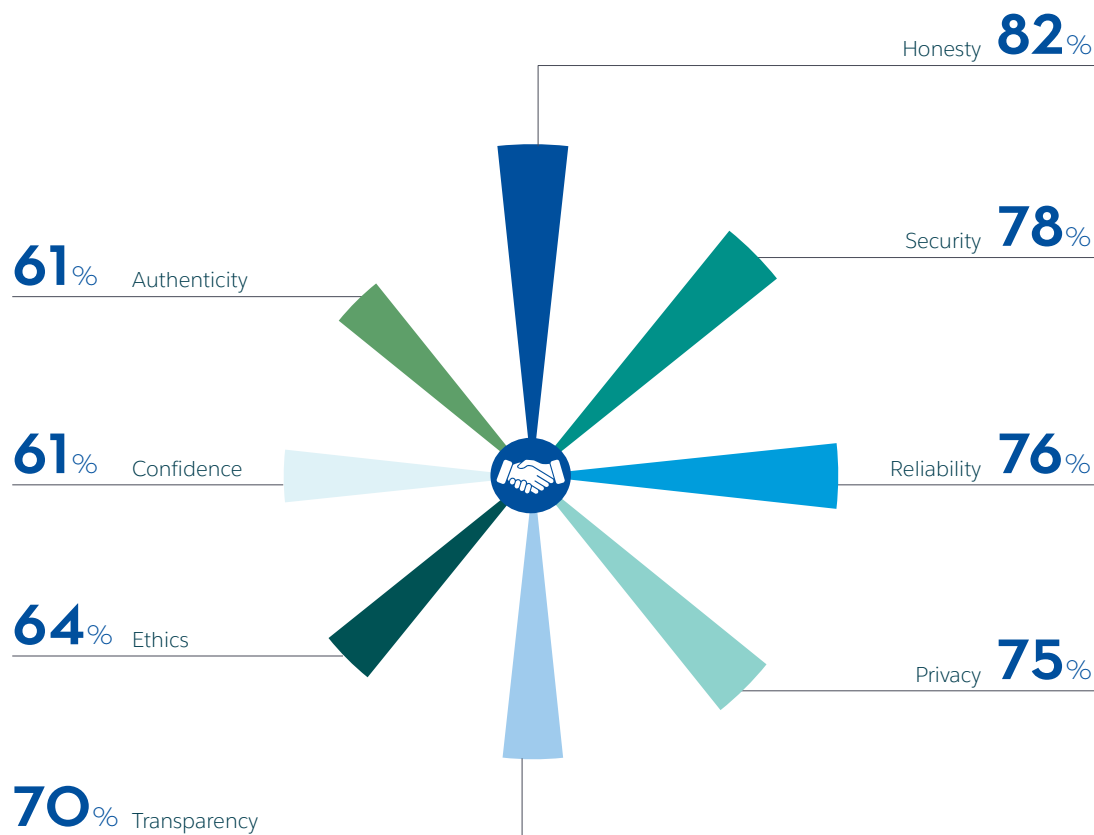 Honesty 82%
Security 78%
61% Authenticity
61% Confidence
Reliability 76%
64% Ethics
Privacy 75%
70% Transparency